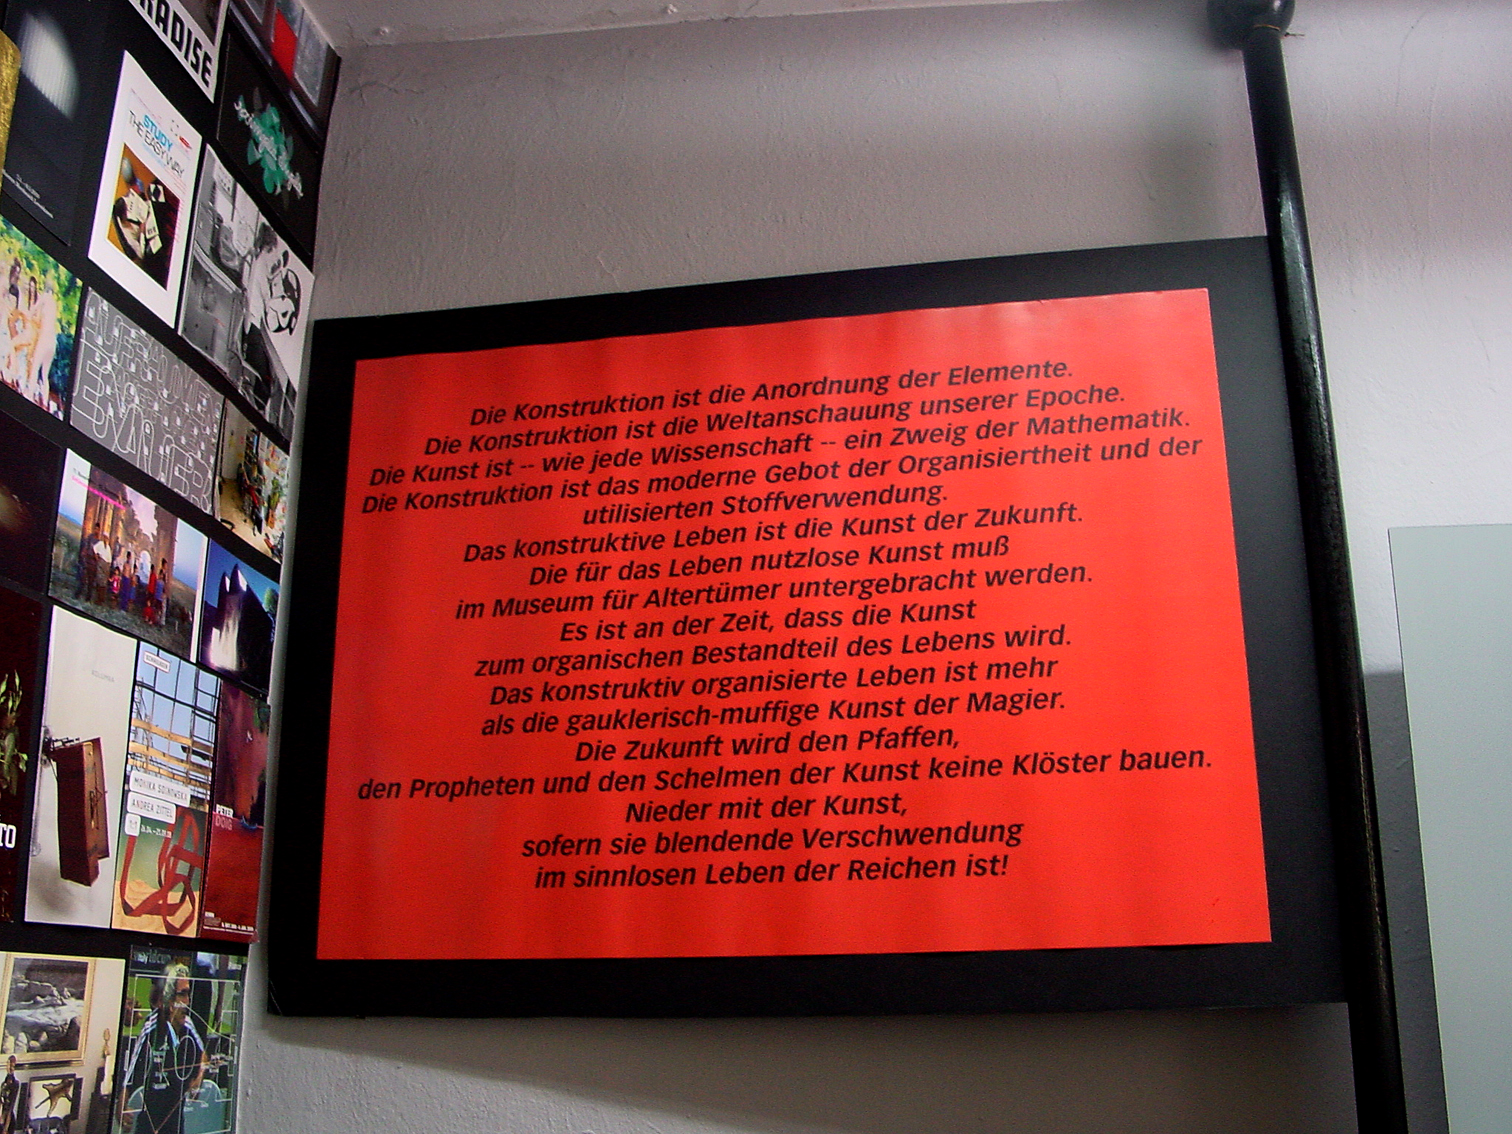 RADISE
STUDY
THE EASY WAY
Die Konstruktion ist die Anordnung der Elemente.
Die Konstruktion ist die Weltanschauung unserer Epoche.
Die Kunst ist -- wie jede Wissenschaft -- ein Zweig der Mathematik.
Die Konstruktion ist das moderne Gebot der Organisiertheit und der
utilisierten Stoffverwendung.
Das konstruktive Leben ist die Kunst der Zukunft.
Die für das Leben nutzlose Kunst muß
im Museum für Altertümer untergebracht werden.
Es ist an der Zeit, dass die Kunst
zum organischen Bestandteil des Lebens wird.
Das konstruktiv organisierte Leben ist mehr
als die gauklerisch-muffige Kunst der Magier.
Die Zukunft wird den Pfaffen,
den Propheten und den Schelmen der Kunst keine Klöster bauen.
Nieder mit der Kunst,
sofern sie blendende Verschwendung
im sinnlosen Leben der Reichen ist!
MONIKA SOSNOWSKA
ANDREA ZITTEL
PETER
DOIG
TO